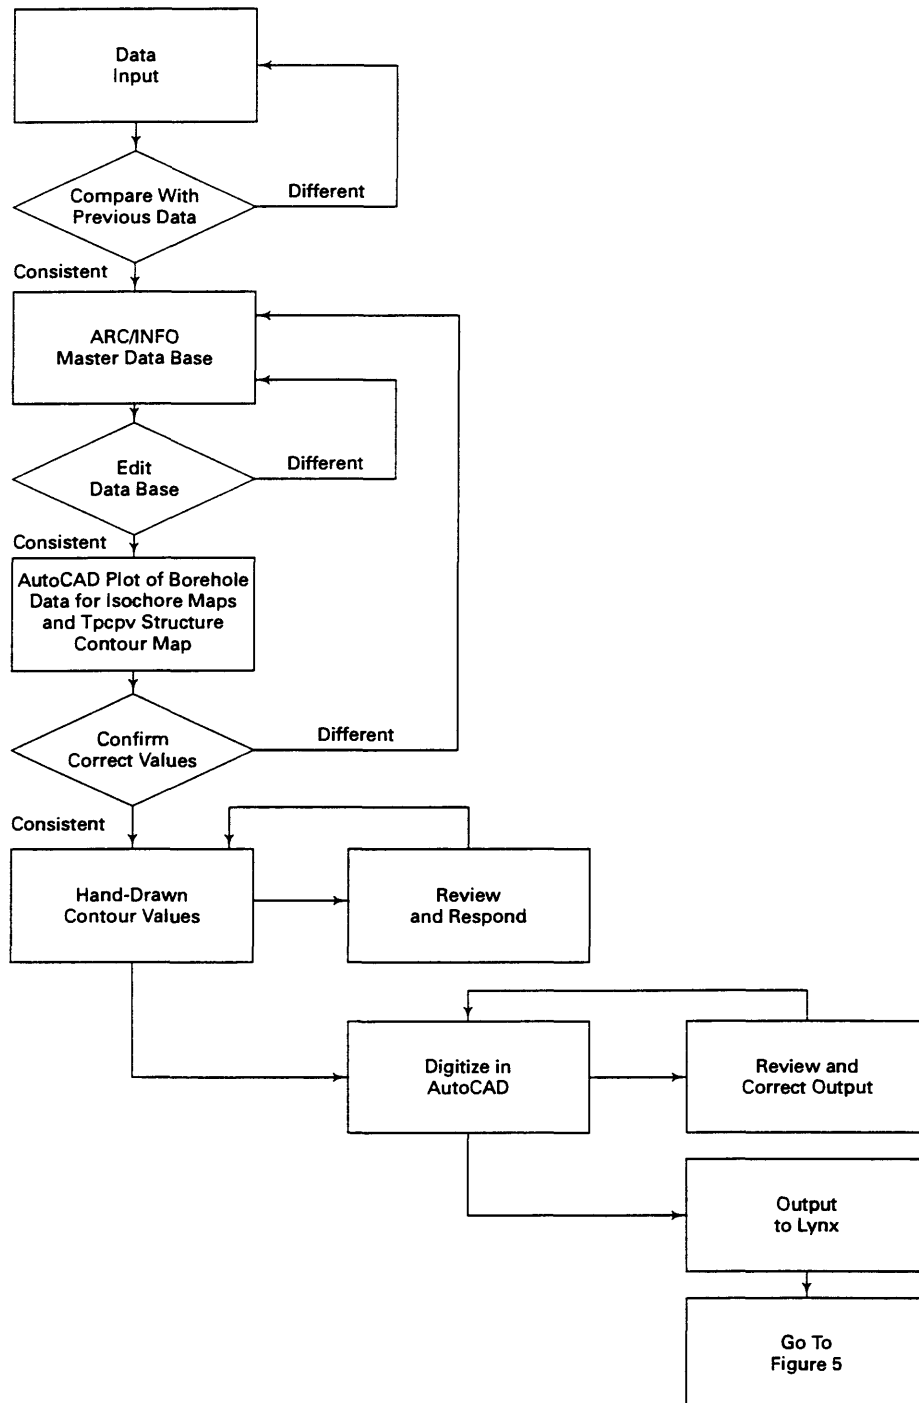 Data
Input
Compare With
Previous Data
Different
Consistent
ARC/INFO
Master Data Base
Edit
Data Base
Different
Consistent
AutoCAD Plot of Borehole
Data for Isochore Maps
and Tpcpv Structure
Contour Map
Confirm
Correct Values
Different
Consistent
Hand-Drawn
Contour Values
Review
and Respond
Digitize in
AutoCAD
Review and
Correct Output
Output
to Lynx
Go To
Figure 5